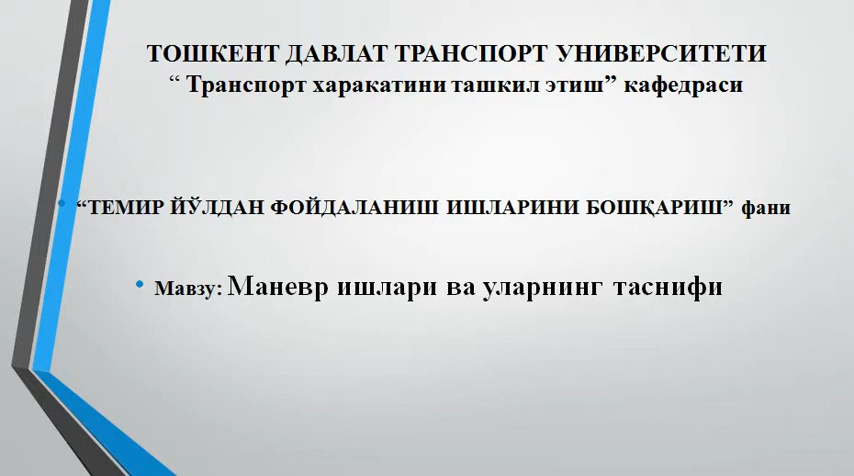 ТОШКЕНТ ДАВЛАТ ТРАНСПОРТ УНИВЕРСИТЕТИ
“ Транспорт харакатини ташкил этиш” кафедраси
• “ТЕМИР ЙЎЛДАН ФОЙДАЛАНИШ ИШЛАРИНИ БОШҚАРИШ” фани
• Мавзу: Маневр ишлари ва уларнинг таснифи